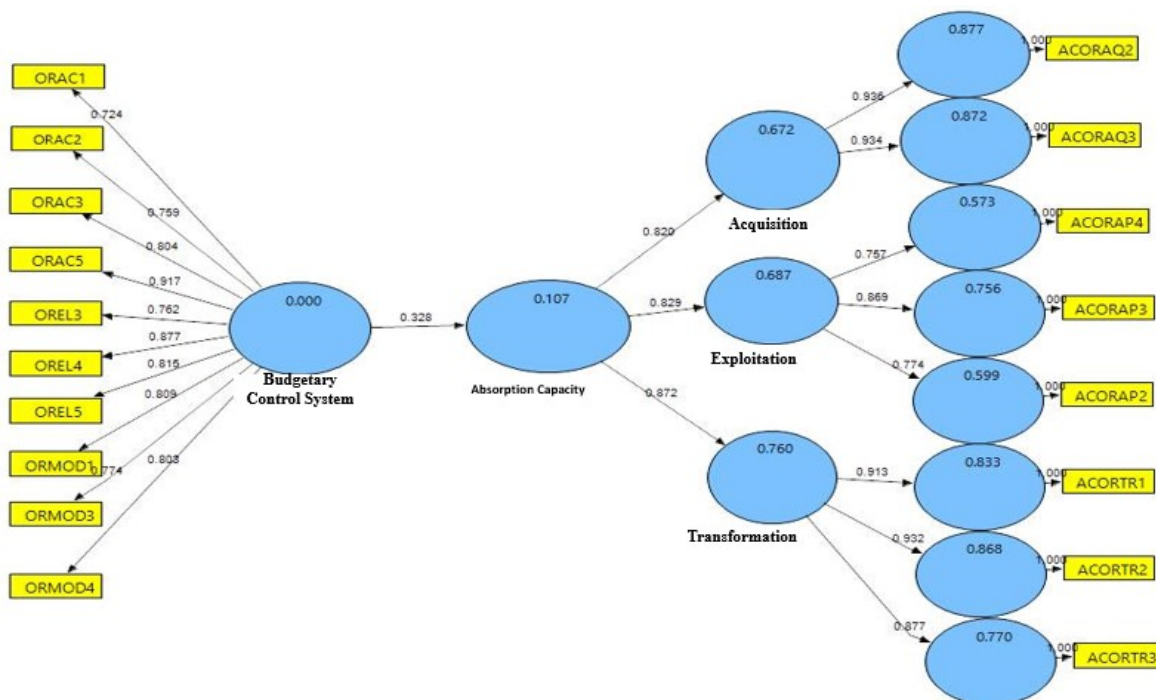 ORAC1
ORAC2
ORAC3
ORAC5
OREL3
OREL4
OREL5
ORMOD1
ORMOD3
ORMOD4
0.724
0.759
0.804
0.917
0.762
0.877
0.815
0.809
0.774
0.803
0.000
Budgetary
Control System
0.328
0.107
Absorption Capacity
0.820
0.829
0.872
0.672
Acquisition
0.687
Exploitation
0.760
Transformation
0.936
0.934
0.757
0.869
0.774
0.913
0.932
0.877
0.877
0.872
0.573
0.756
0.599
0.833
0.868
0.770
1.000
1.000
1.000
1.000
1.000
1.000
1.000
1.000
ACORAQ2
ACORAQ3
ACORAP4
ACORAP3
ACORAP2
ACORTR1
ACORTR2
ACORTR3